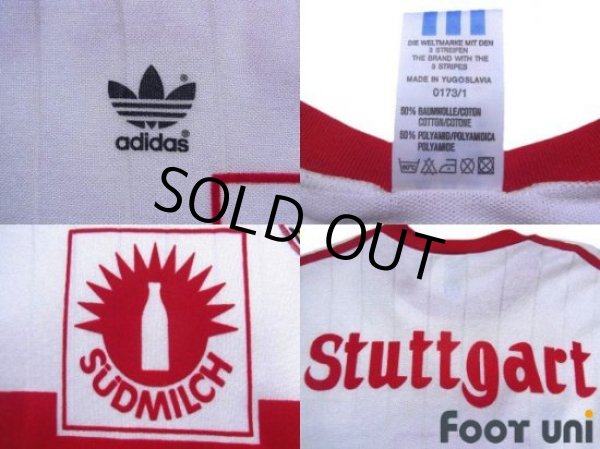 adidas
DIE WELTMARKE MIT DEN
3 STREIFEN
THE BRAND WITH THE
3 STRIPES
MADE IN YUGOSLAVIA
0173/1
50% BAUMWOLLE/COTON
COTTON/COTONE
50% POLYAMID/POLYAMIDICA
POLYAMIDE
SOLD OUT
SÜDMILCH
Stuttgart
FOOT UNI